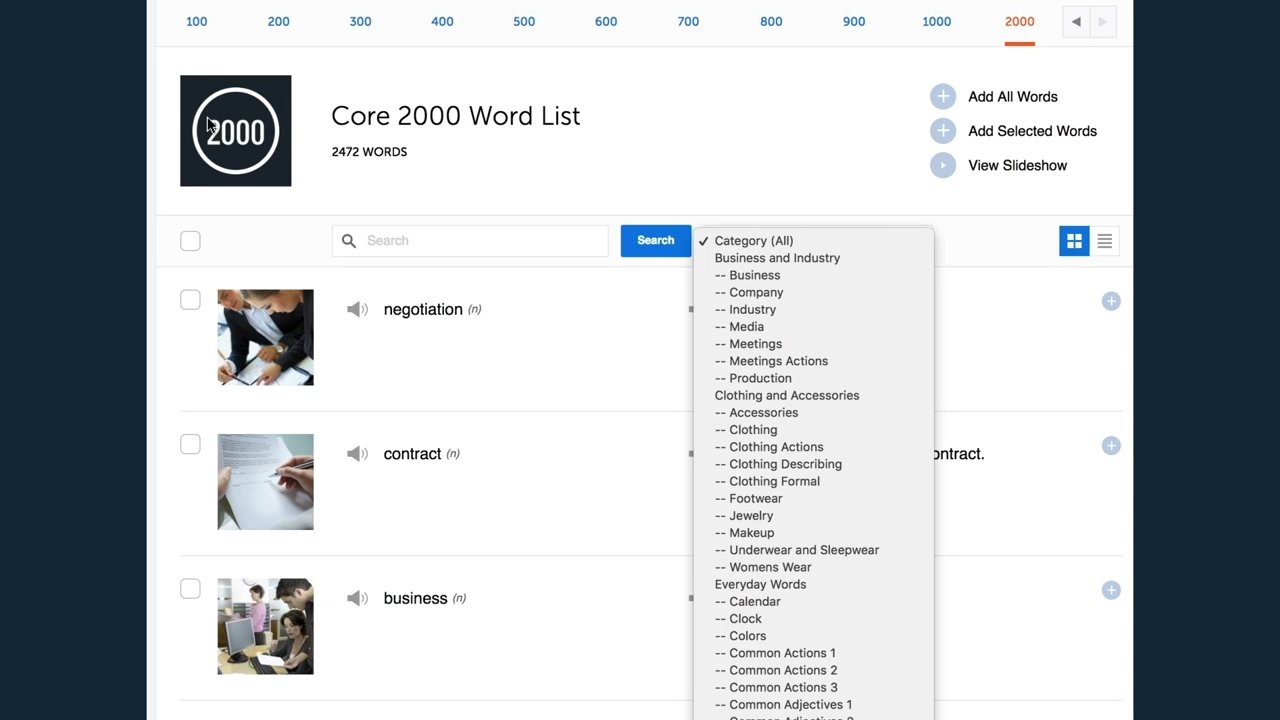 100 200 300 400 500 600 700 800 900 1000 2000
2000
Core 2000 Word List
2472 WORDS
Add All Words
Add Selected Words
View Slideshow
Search
Search
✓ Category (All)
Business and Industry
-- Business
-- Company
-- Industry
-- Media
-- Meetings
-- Meetings Actions
-- Production
Clothing and Accessories
-- Accessories
-- Clothing
-- Clothing Actions
-- Clothing Describing
-- Clothing Formal
-- Footwear
-- Jewelry
-- Makeup
-- Underwear and Sleepwear
-- Womens Wear
Everyday Words
-- Calendar
-- Clock
-- Colors
-- Common Actions 1
-- Common Actions 2
-- Common Actions 3
-- Common Adjectives 1
negotiation (n)
contract (n)
ontract.
business (n)